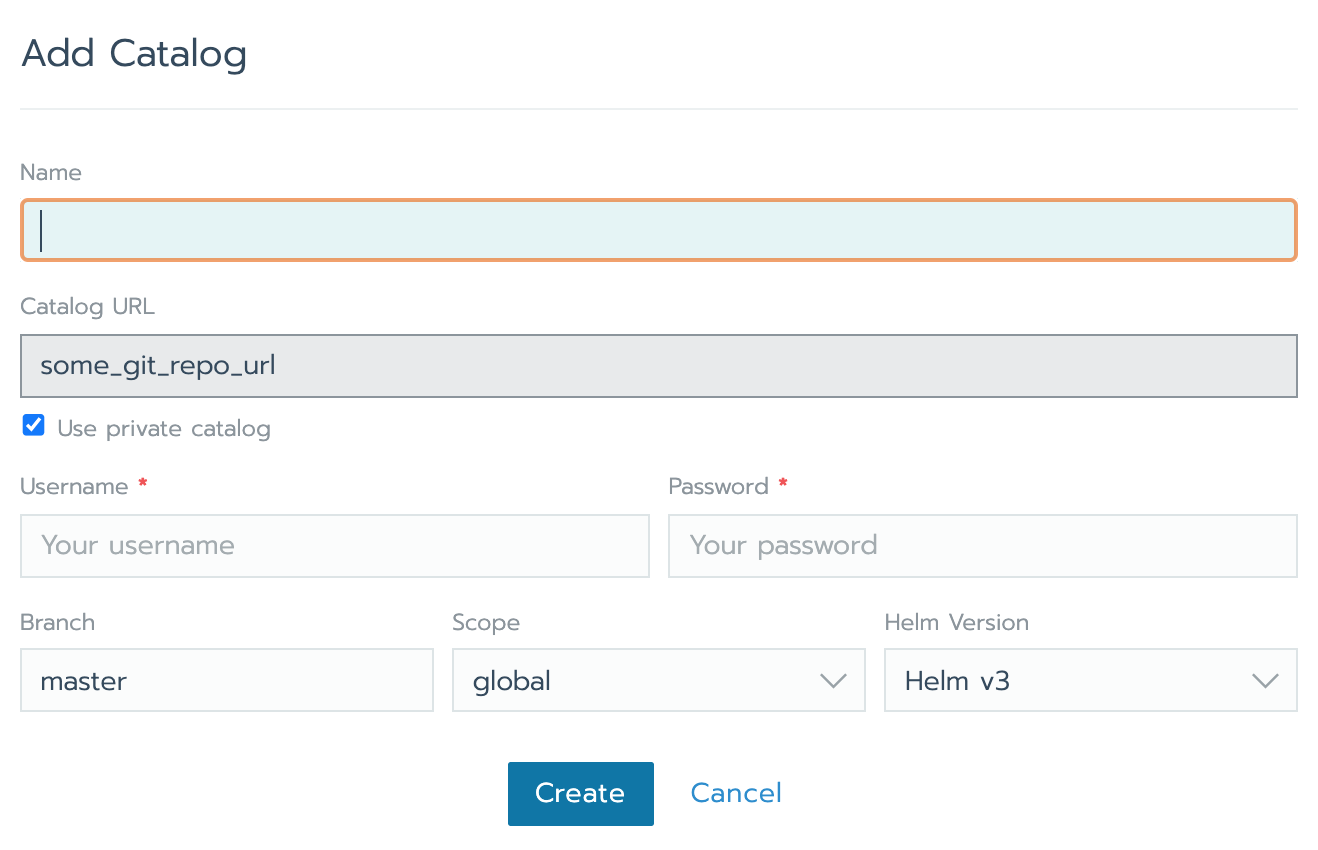 Add Catalog
Name
Catalog URL
some_git_repo_url
Use private catalog
Username * Password *
Your username Your password
Branch Scope Helm Version
master global Helm v3
Create Cancel